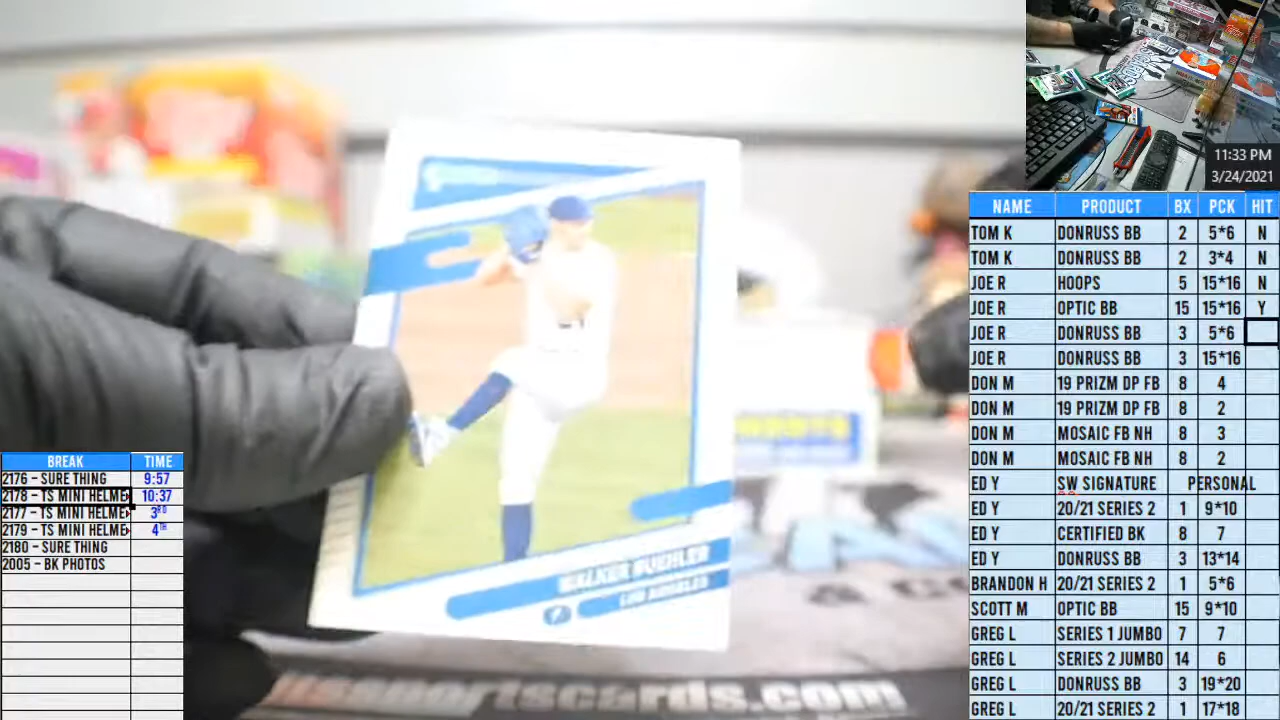 11:33 PM
3/24/2021
NAME PRODUCT BX PCK HIT
TOM K DONRUSS BB 2 5*6 N
TOM K DONRUSS BB 2 3*4 N
JOE R HOOPS 5 15*16 N
JOE R OPTIC BB 15 15*16 Y
JOE R DONRUSS BB 3 5*6
JOE R DONRUSS BB 3 15*16
DON M 19 PRIZM DP FB 8 4
DON M 19 PRIZM DP FB 8 2
DON M MOSAIC FB NH 8 3
DON M MOSAIC FB NH 8 2
ED Y SW SIGNATURE PERSONAL
ED Y 20/21 SERIES 2 1 9*10
ED Y CERTIFIED BK 8 7
ED Y DONRUSS BB 3 13*14
BRANDON H 20/21 SERIES 2 1 5*6
SCOTT M OPTIC BB 15 9*10
GREG L SERIES 1 JUMBO 7 7
GREG L SERIES 2 JUMBO 14 6
GREG L DONRUSS BB 3 19*20
GREG L 20/21 SERIES 2 1 17*18
BREAK TIME
2176 – SURE THING 9:57
2178 – TS MINI HELME 10:37
2177 – TS MINI HELME 3RD
2179 – TS MINI HELME 4TH
2180 – SURE THING
2005 – BK PHOTOS
WALKER BUEHLER
LOS ANGELES
sportscards.com